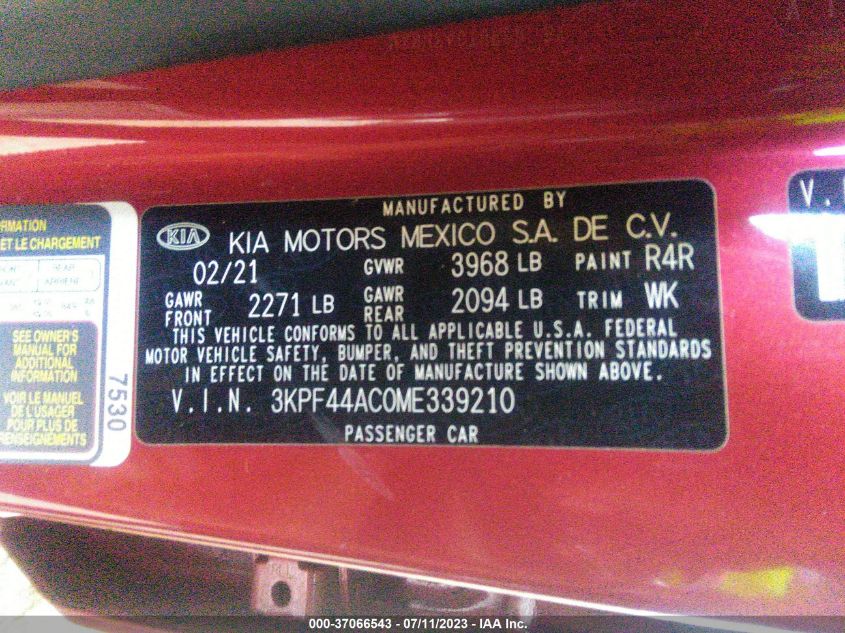 MANUFACTURED BY
KIA KIA MOTORS MEXICO S.A. DE C.V.
02/21 GVWR 3968 LB PAINT R4R
GAWR FRONT 2271 LB GAWR REAR 2094 LB TRIM WK
THIS VEHICLE CONFORMS TO ALL APPLICABLE U.S.A. FEDERAL
MOTOR VEHICLE SAFETY, BUMPER, AND THEFT PREVENTION STANDARDS
IN EFFECT ON THE DATE OF MANUFACTURE SHOWN ABOVE.
V.I.N. 3KPF44AC0ME339210
PASSENGER CAR
ET LE CHARGEMENT
SEE OWNER'S
MANUAL FOR
ADDITIONAL
INFORMATION
VOIR LE MANUEL
DE L'USAGER
POUR PLUS DE
RENSEIGNEMENTS
7530
V.
000-37066543 - 07/11/2023 - IAA Inc.